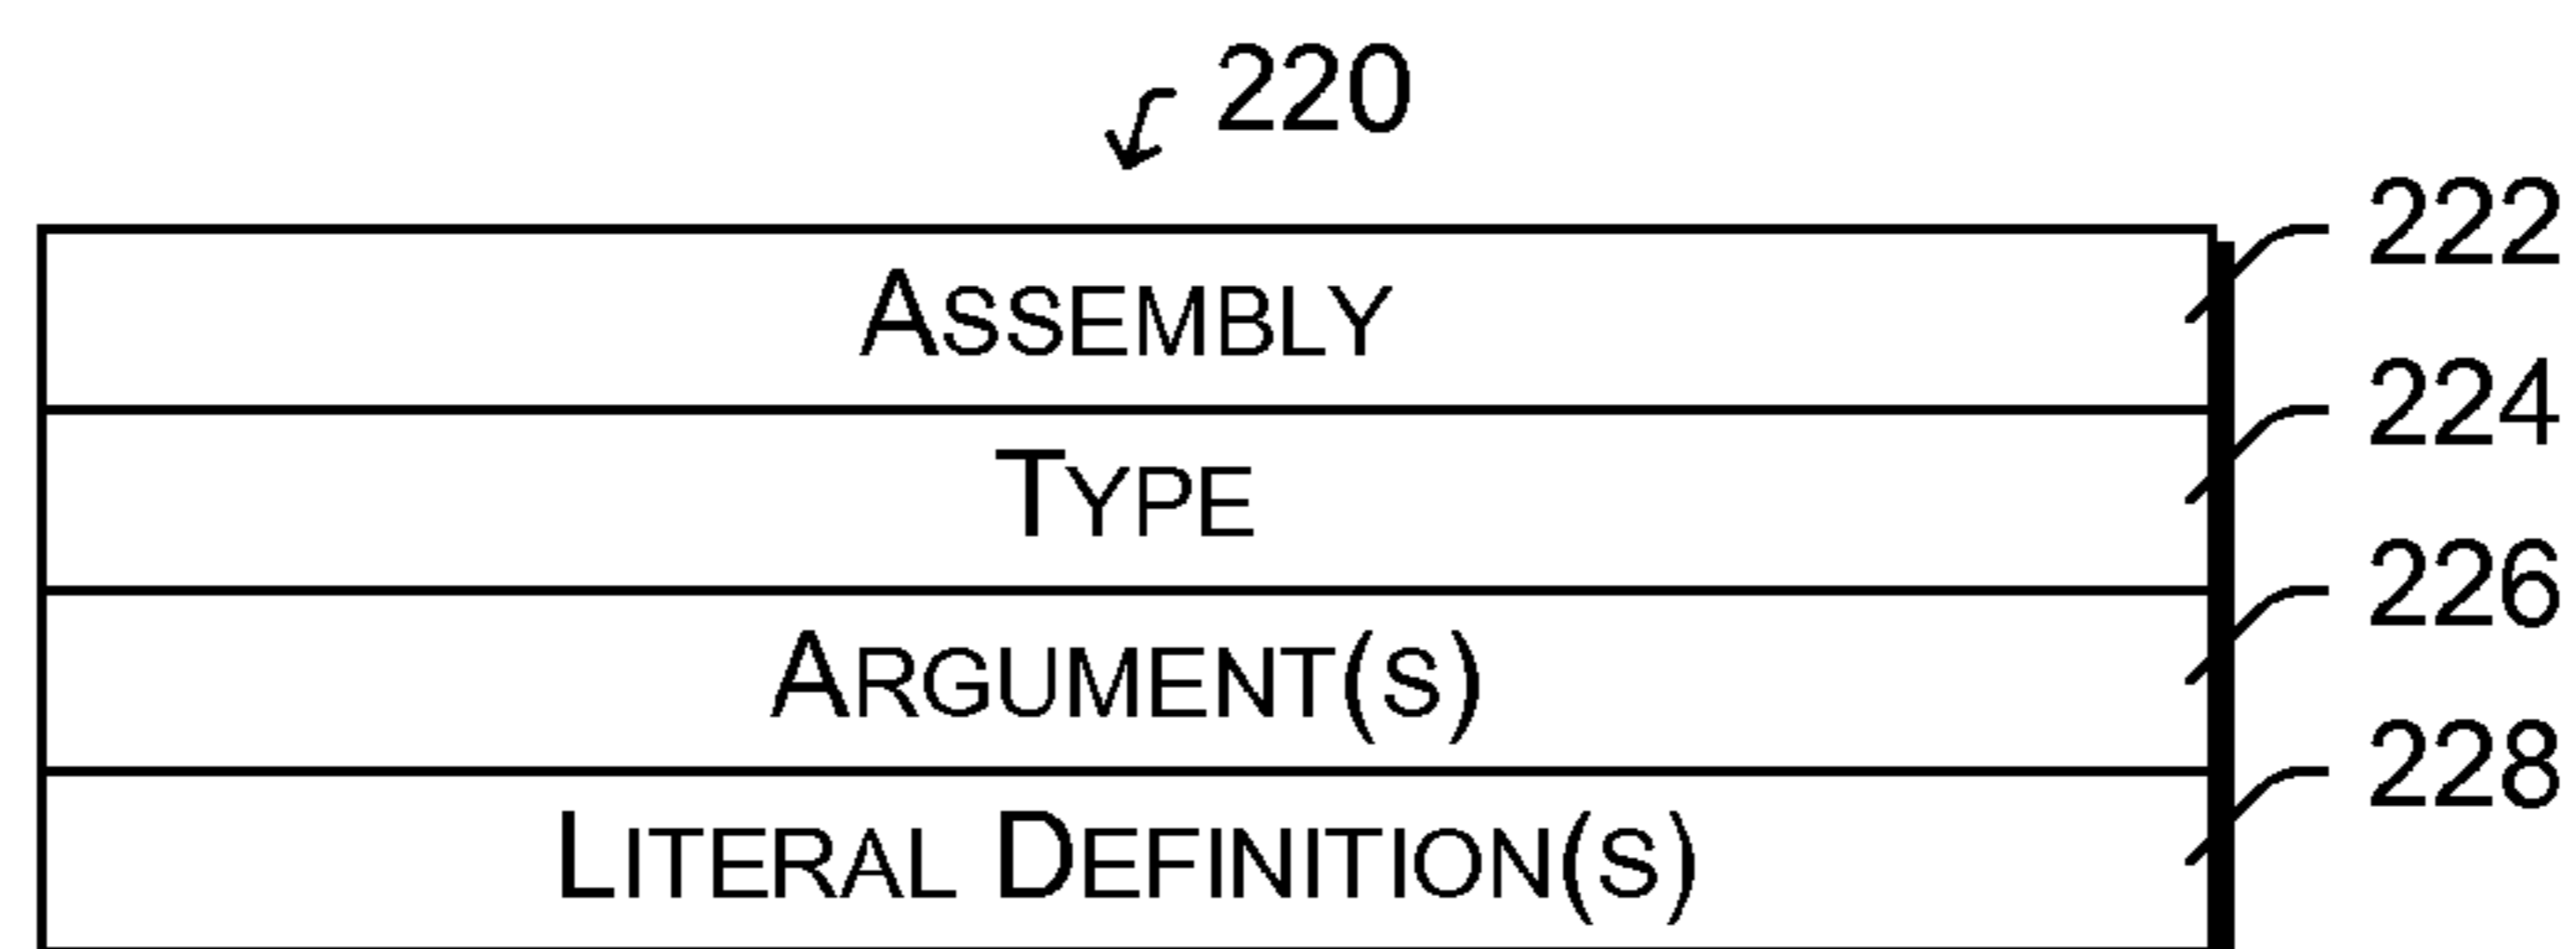 220
222
ASSEMBLY
224
TYPE
226
ARGUMENT(S)
228
LITERAL DEFINITION(S)